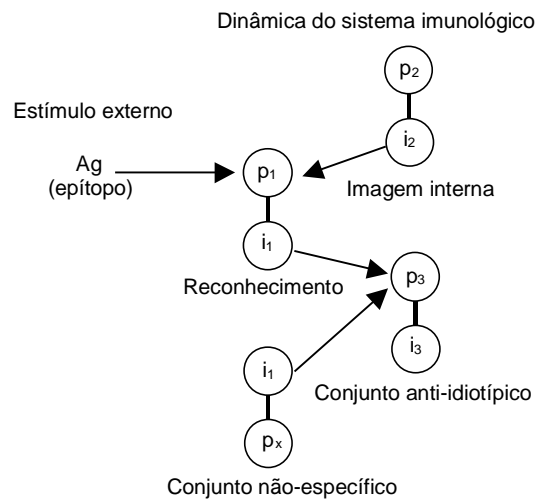 Dinâmica do sistema imunológico
p2
Estímulo externo
i2
Ag
(epítopo)
p1
Imagem interna
i1
Reconhecimento
p3
i1
i3
Conjunto anti-idiotípico
px
Conjunto não-específico